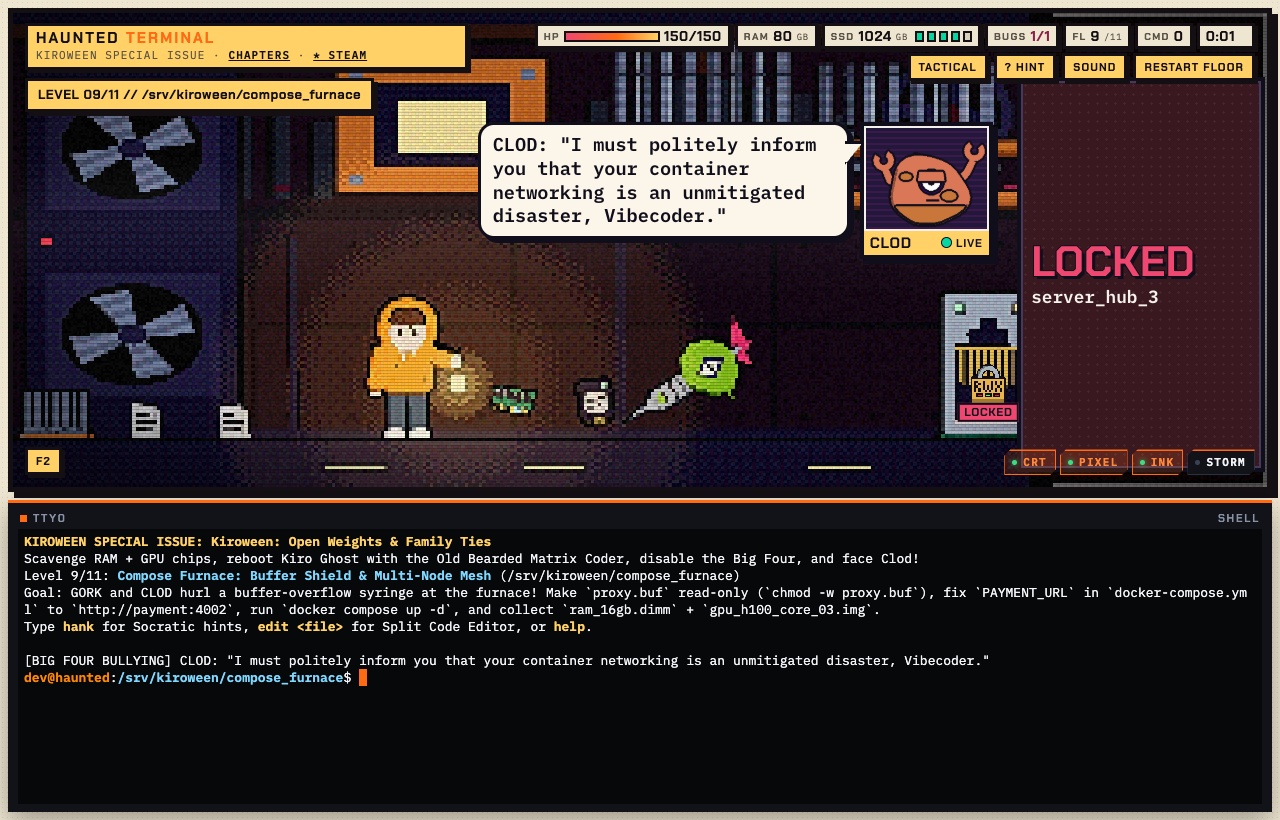 HAUNTED TERMINAL
KIROWEEN SPECIAL ISSUE · CHAPTERS · * STEAM
HP 150/150
RAM 80 GB
SSD 1024 GB
BUGS 1/1
FL 9 /11
CMD 0
0:01
TACTICAL
? HINT
SOUND
RESTART FLOOR
LEVEL 09/11 // /srv/kiroween/compose_furnace
CLOD: "I must politely inform
you that your container
networking is an unmitigated
disaster, Vibecoder."
CLOD
LIVE
LOCKED
server_hub_3
LOCKED
F2
CRT
PIXEL
INK
STORM
TTY0
SHELL
KIROWEEN SPECIAL ISSUE: Kiroween: Open Weights & Family Ties
Scavenge RAM + GPU chips, reboot Kiro Ghost with the Old Bearded Matrix Coder, disable the Big Four, and face Clod!
Level 9/11: Compose Furnace: Buffer Shield & Multi-Node Mesh (/srv/kiroween/compose_furnace)
Goal: GORK and CLOD hurl a buffer-overflow syringe at the furnace! Make `proxy.buf` read-only (`chmod -w proxy.buf`), fix `PAYMENT_URL` in `docker-compose.ym
l` to `http://payment:4002`, run `docker compose up -d`, and collect `ram_16gb.dimm` + `gpu_h100_core_03.img`.
Type hank for Socratic hints, edit <file> for Split Code Editor, or help.
[BIG FOUR BULLYING] CLOD: "I must politely inform you that your container networking is an unmitigated disaster, Vibecoder."
dev@haunted:/srv/kiroween/compose_furnace$